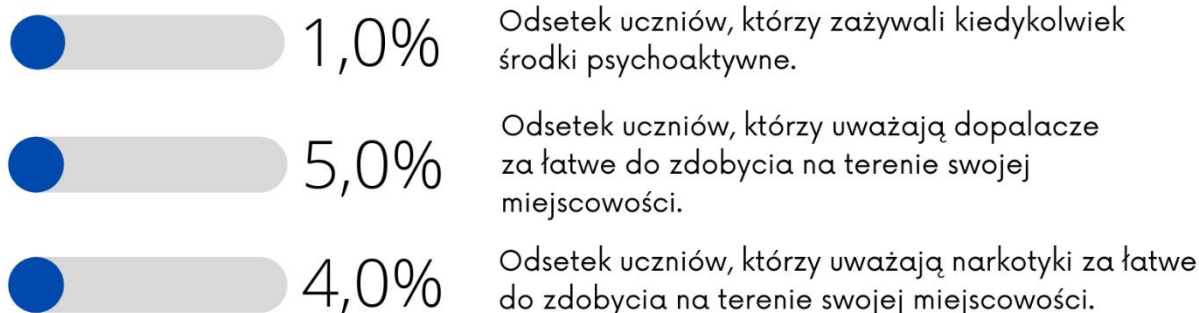 1,0%
Odsetek uczniów, którzy zażywali kiedykolwiek
środki psychoaktywne.
5,0%
Odsetek uczniów, którzy uważają dopalacze
za łatwe do zdobycia na terenie swojej
miejscowości.
4,0%
Odsetek uczniów, którzy uważają narkotyki za łatwe
do zdobycia na terenie swojej miejscowości.